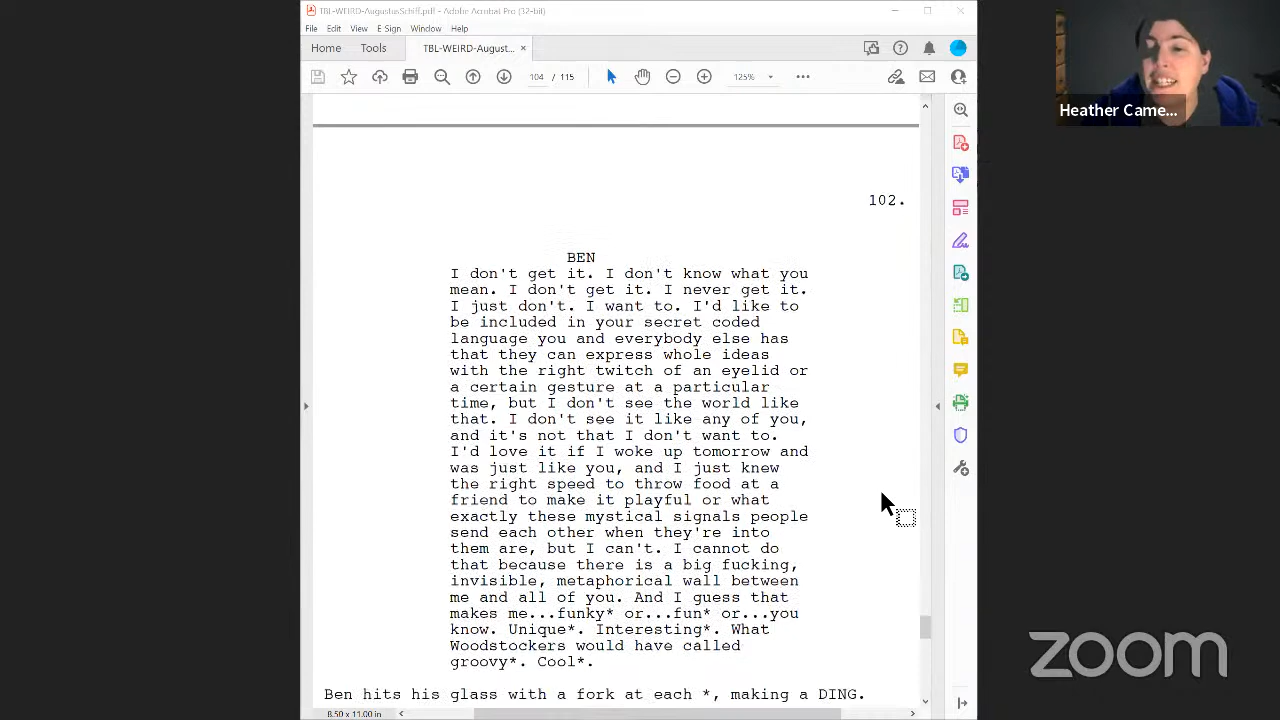 TBL-WEIRD-AugustusSchiff.pdf - Adobe Acrobat Pro (32-bit)
File Edit View E Sign Window Help
Home Tools TBL-WEIRD-August... ×
104 / 115 125%
Heather Came...
102.
BEN
I don't get it. I don't know what you
mean. I don't get it. I never get it.
I just don't. I want to. I'd like to
be included in your secret coded
language you and everybody else has
that they can express whole ideas
with the right twitch of an eyelid or
a certain gesture at a particular
time, but I don't see the world like
that. I don't see it like any of you,
and it's not that I don't want to.
I'd love it if I woke up tomorrow and
was just like you, and I just knew
the right speed to throw food at a
friend to make it playful or what
exactly these mystical signals people
send each other when they're into
them are, but I can't. I cannot do
that because there is a big fucking,
invisible, metaphorical wall between
me and all of you. And I guess that
makes me...funky* or...fun* or...you
know. Unique*. Interesting*. What
Woodstockers would have called
groovy*. Cool*.
Ben hits his glass with a fork at each *, making a DING.
8.50 x 11.00 in
zoom